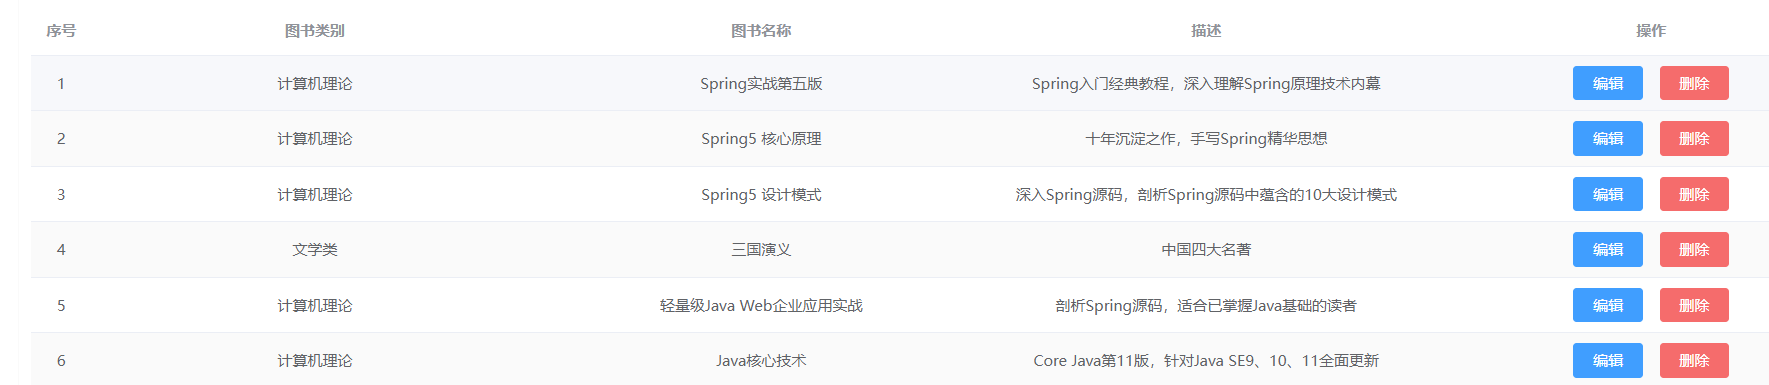 序号 图书类别 图书名称 描述 操作
1 计算机理论 Spring实战第五版 Spring入门经典教程，深入理解Spring原理技术内幕 编辑 删除
2 计算机理论 Spring5 核心原理 十年沉淀之作，手写Spring精华思想 编辑 删除
3 计算机理论 Spring5 设计模式 深入Spring源码，剖析Spring源码中蕴含的10大设计模式 编辑 删除
4 文学类 三国演义 中国四大名著 编辑 删除
5 计算机理论 轻量级Java Web企业应用实战 剖析Spring源码，适合已掌握Java基础的读者 编辑 删除
6 计算机理论 Java核心技术 Core Java第11版，针对Java SE9、10、11全面更新 编辑 删除